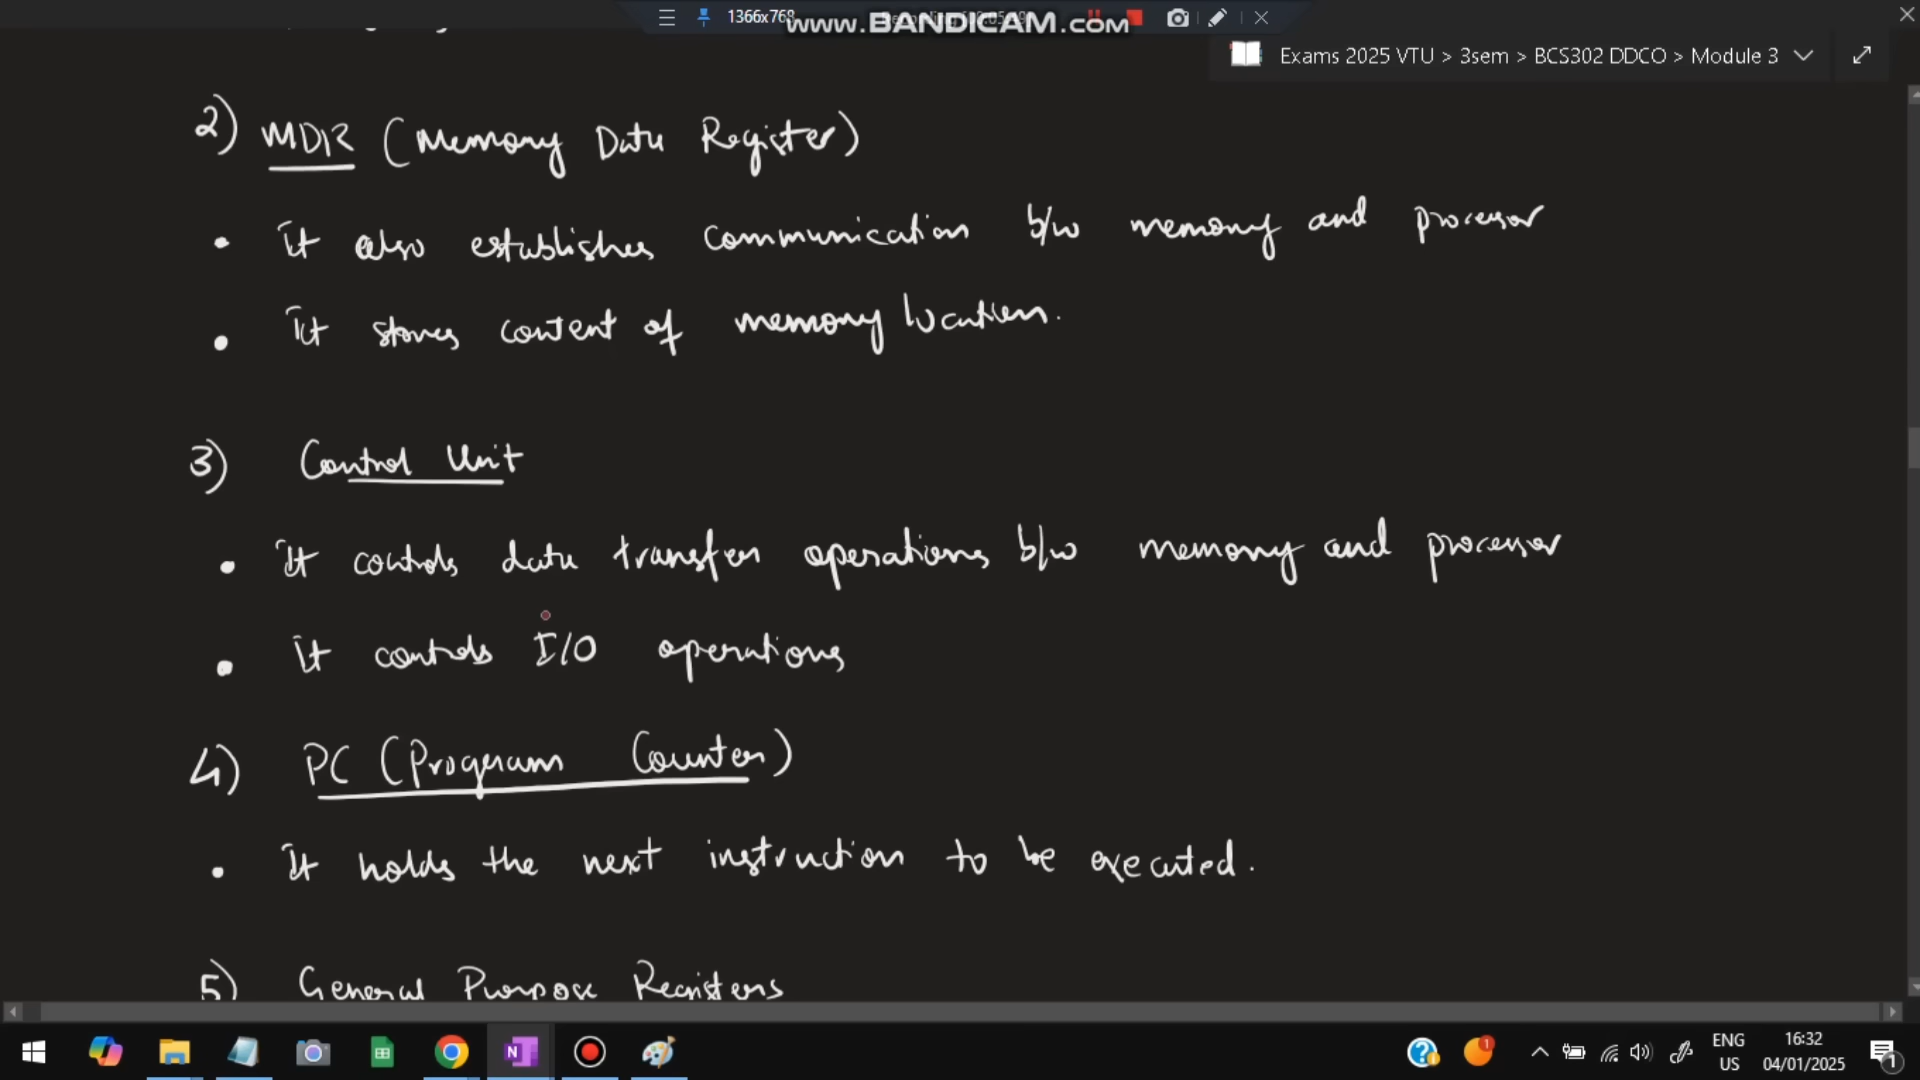 1366x768
www.BANDICAM.com
Exams 2025 VTU > 3sem > BCS302 DDCO > Module 3
2) MDR (Memory Data Register)
• It also establishes communication b/w memory and processor
• It stores content of memory location.
3) Control Unit
• It controls data transfer operations b/w memory and processor
• It controls I/O operations
4) PC (Program Counter)
• It holds the next instruction to be executed.
5) General Purpose Registers
ENG
US
16:32
04/01/2025
1
1